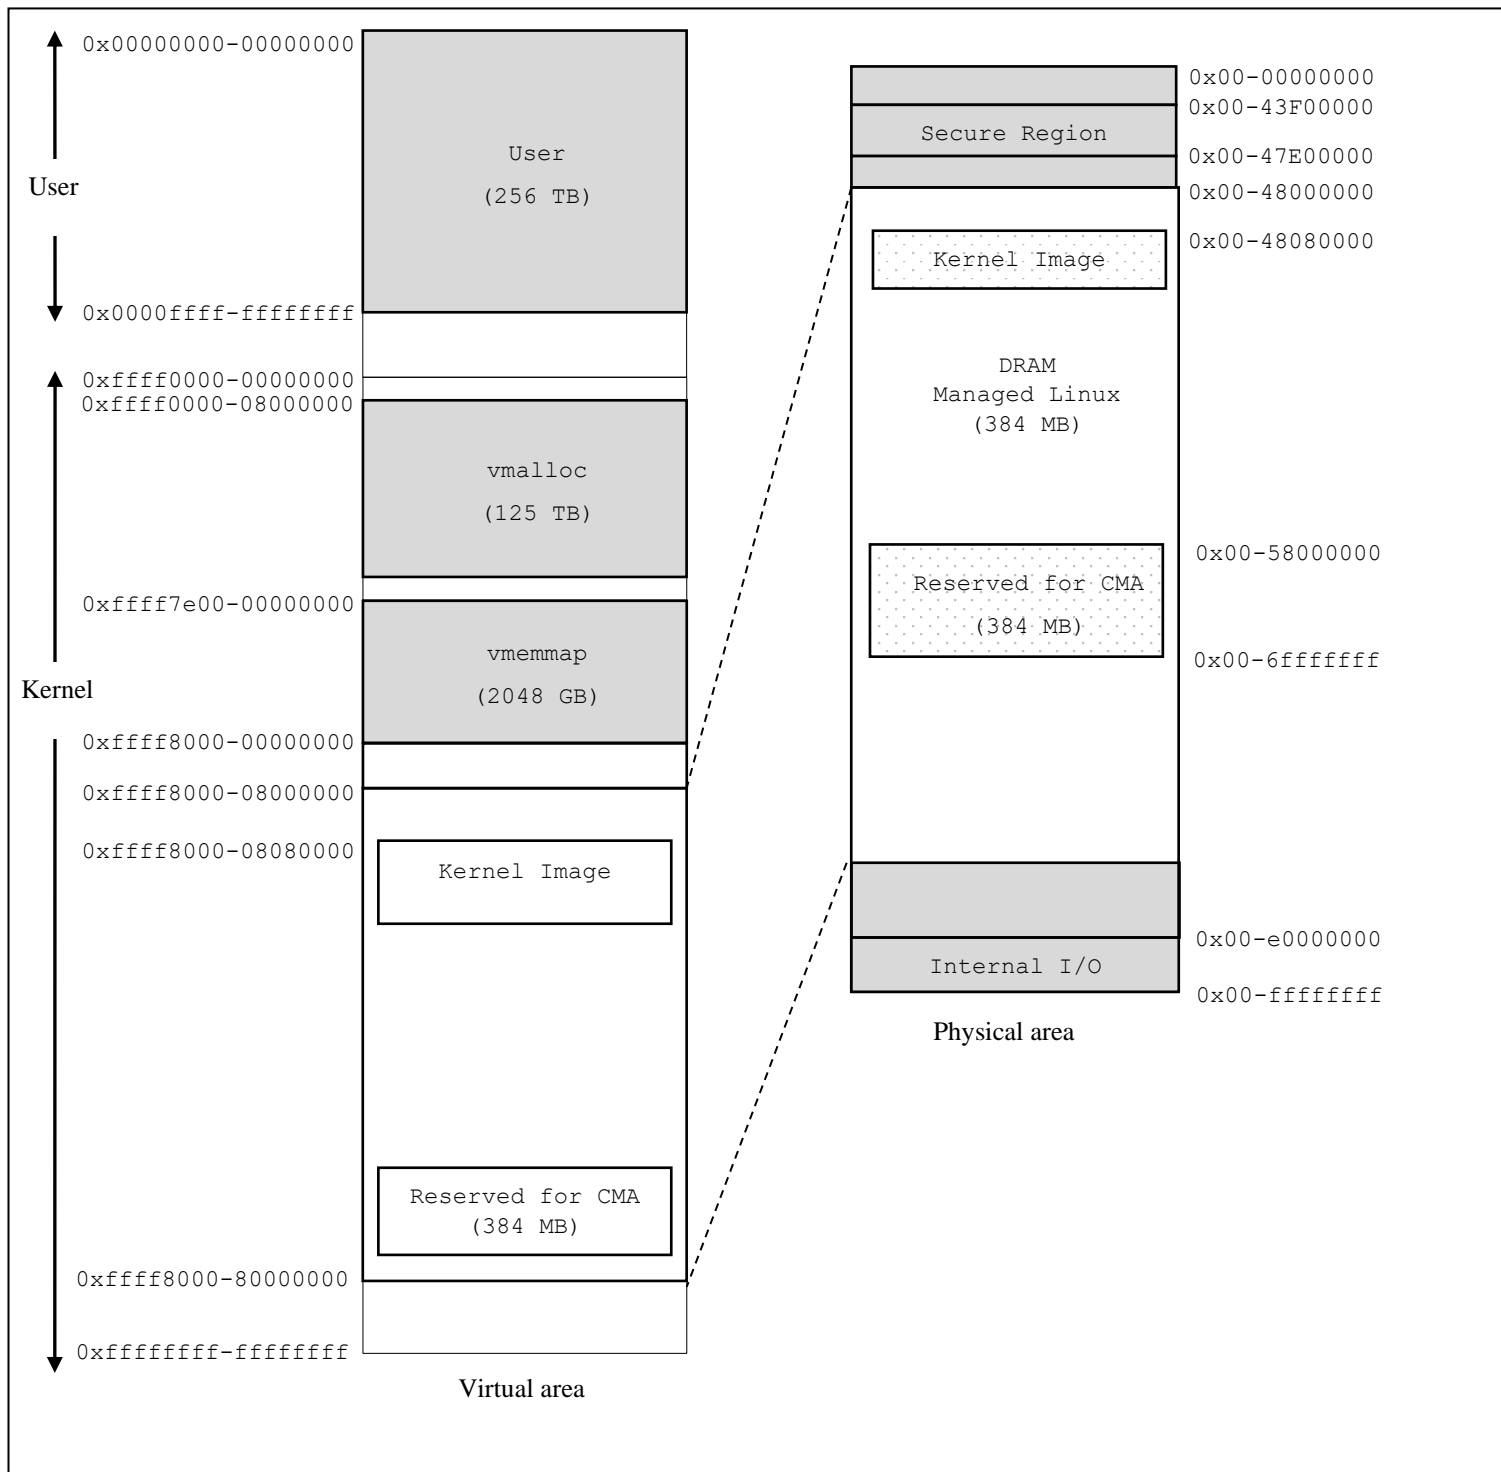 0x00000000-00000000
User
(256 TB)
User
0x0000ffff-ffffffff
0xffff0000-00000000
0xffff0000-08000000
vmalloc
(125 TB)
0xffff7e00-00000000
vmemmap
(2048 GB)
Kernel
0xffff8000-00000000
0xffff8000-08000000
0xffff8000-08080000
Kernel Image
Reserved for CMA
(384 MB)
0xffff8000-80000000
0xffffffff-ffffffff
Virtual area
0x00-00000000
0x00-43F00000
Secure Region
0x00-47E00000
0x00-48000000
0x00-48080000
Kernel Image
DRAM
Managed Linux
(384 MB)
0x00-58000000
Reserved for CMA
(384 MB)
0x00-6fffffff
0x00-e0000000
Internal I/O
0x00-ffffffff
Physical area